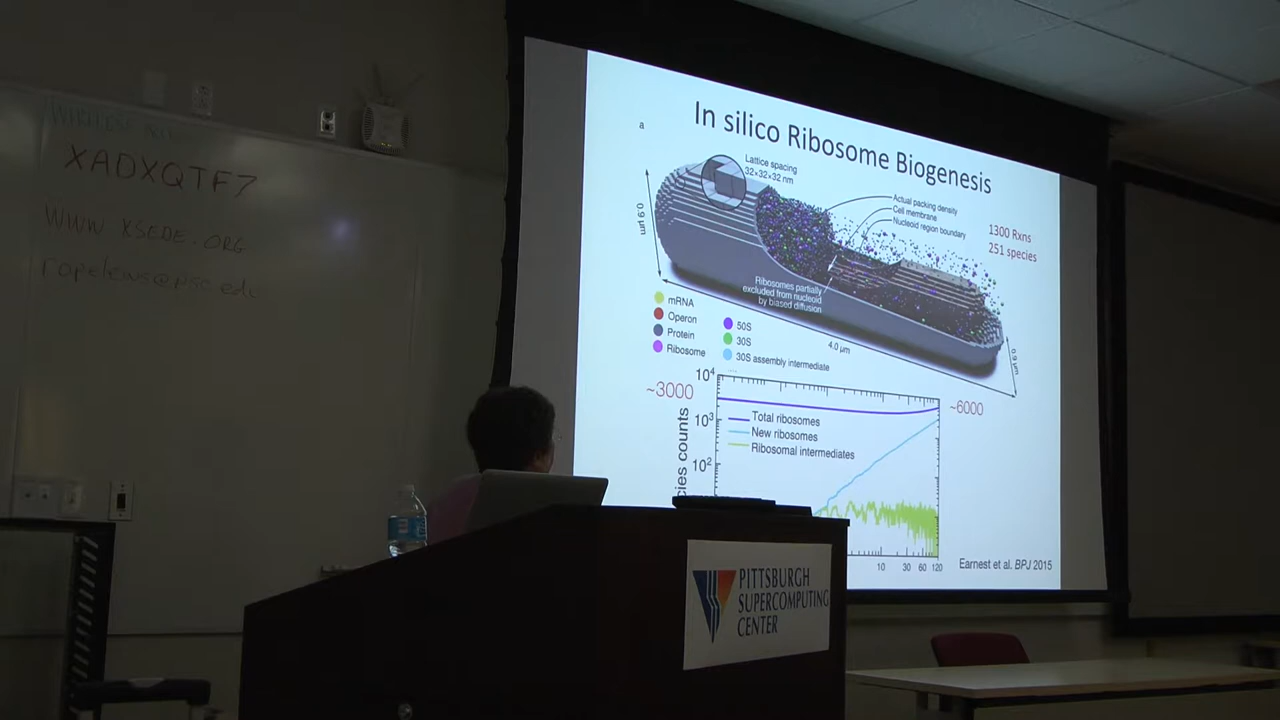 XADXQTF7
WWW XSEDE.ORG
In silico Ribosome Biogenesis
a
Lattice spacing
32×32×32 nm
Actual packing density
Cell membrane
Nucleoid region boundary
1300 Rxns
251 species
0.9 µm
Ribosomes partially
excluded from nucleoid
by biased diffusion
mRNA
Operon
Protein
Ribosome
50S
30S
30S assembly intermediate
4.0 µm
0.9 µm
~3000
~6000
10⁴
10³
10²
counts
Total ribosomes
New ribosomes
Ribosomal intermediates
10 30 60 120
Earnest et al. BPJ 2015
PITTSBURGH
SUPERCOMPUTING
CENTER